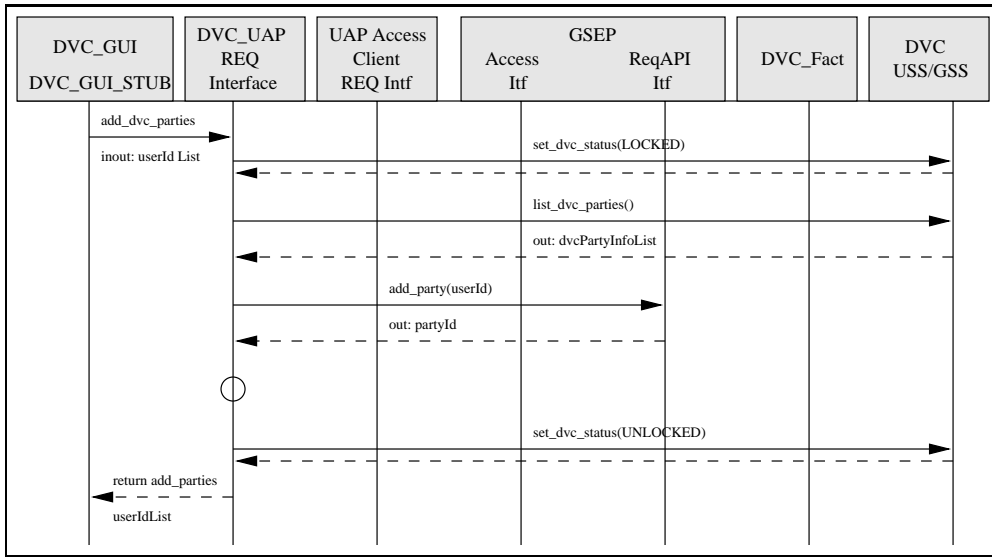 DVC_GUI
DVC_GUI_STUB
DVC_UAP
REQ
Interface
UAP Access
Client
REQ Intf
GSEP
Access
Itf
ReqAPI
Itf
DVC_Fact
DVC
USS/GSS
add_dvc_parties
inout: userId List
set_dvc_status(LOCKED)
list_dvc_parties()
out: dvcPartyInfoList
add_party(userId)
out: partyId
set_dvc_status(UNLOCKED)
return add_parties
userIdList